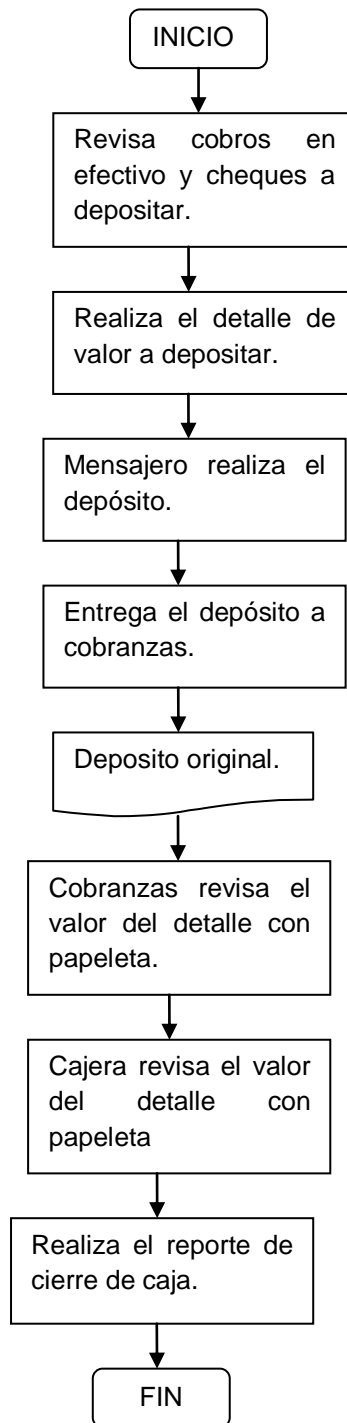 INICIO
Revisa cobros en
efectivo y cheques a
depositar.
Realiza el detalle de
valor a depositar.
Mensajero realiza el
depósito.
Entrega el depósito a
cobranzas.
Deposito original.
Cobranzas revisa el
valor del detalle con
papeleta.
Cajera revisa el valor
del detalle con
papeleta
Realiza el reporte de
cierre de caja.
FIN